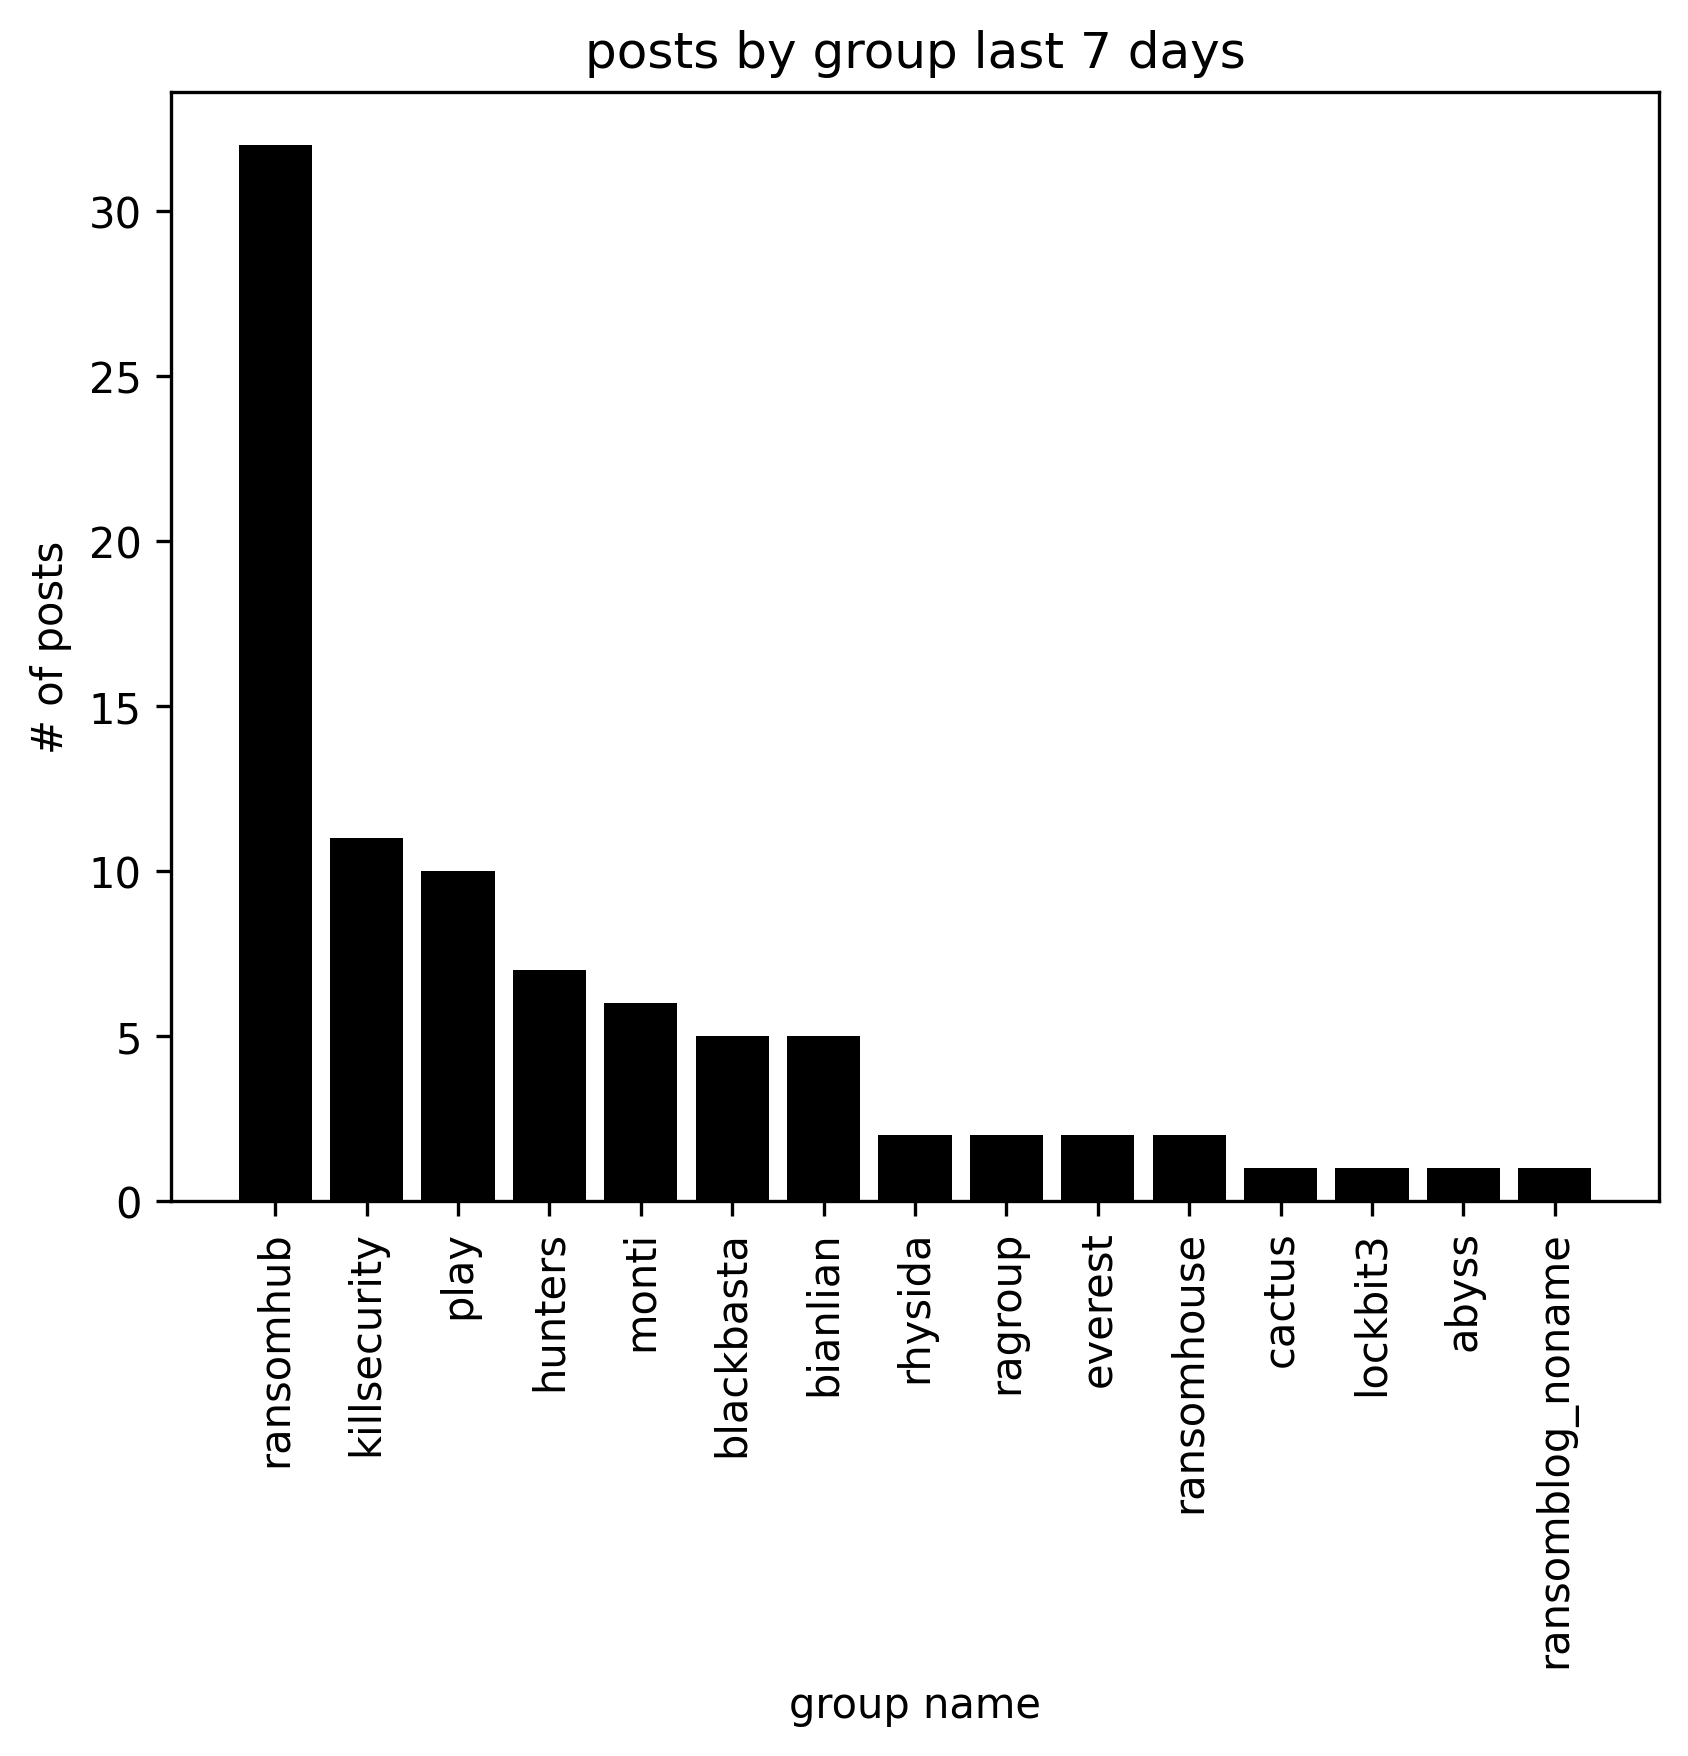 posts by group last 7 days
# of posts
30
25
20
15
10
5
0
ransomhub
killsecurity
play
hunters
monti
blackbasta
bianlian
rhysida
ragroup
everest
ransomhouse
cactus
lockbit3
abyss
ransomblog_noname
group name